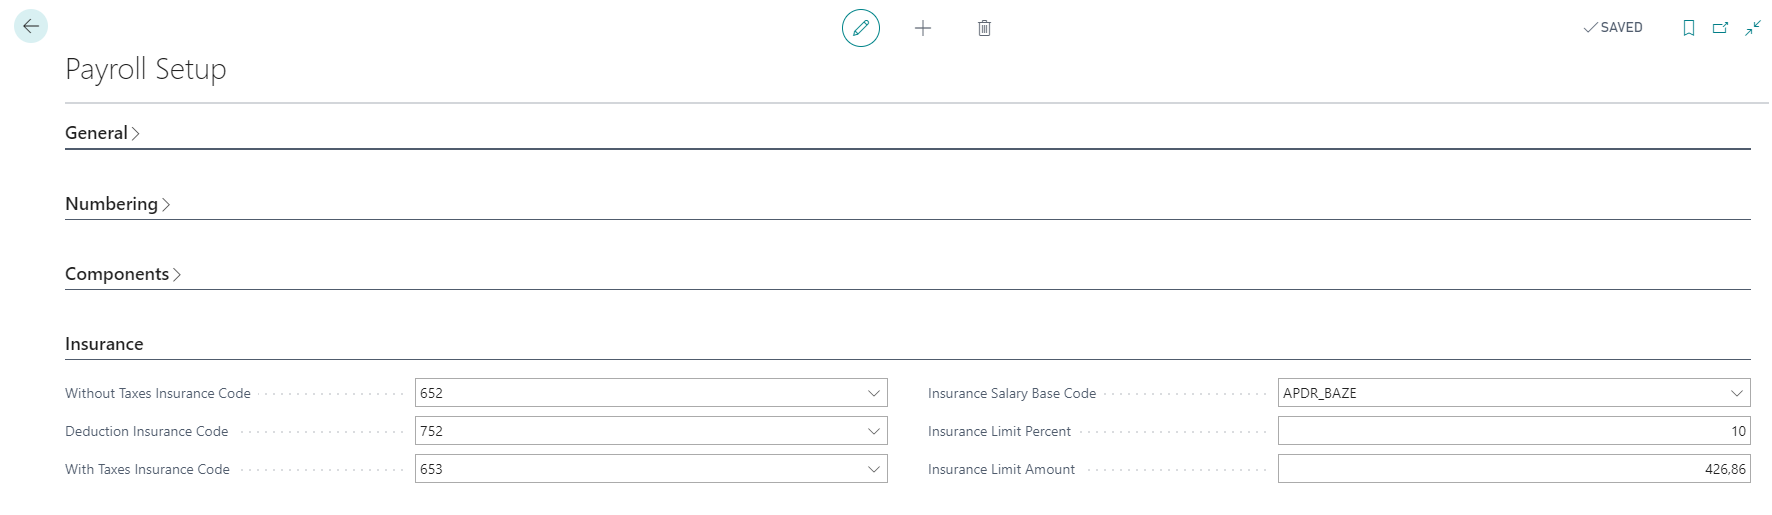 SAVED
Payroll Setup
General
Numbering
Components
Insurance
Without Taxes Insurance Code 652
Insurance Salary Base Code APDR_BAZE
Deduction Insurance Code 752
Insurance Limit Percent 10
With Taxes Insurance Code 653
Insurance Limit Amount 426,86